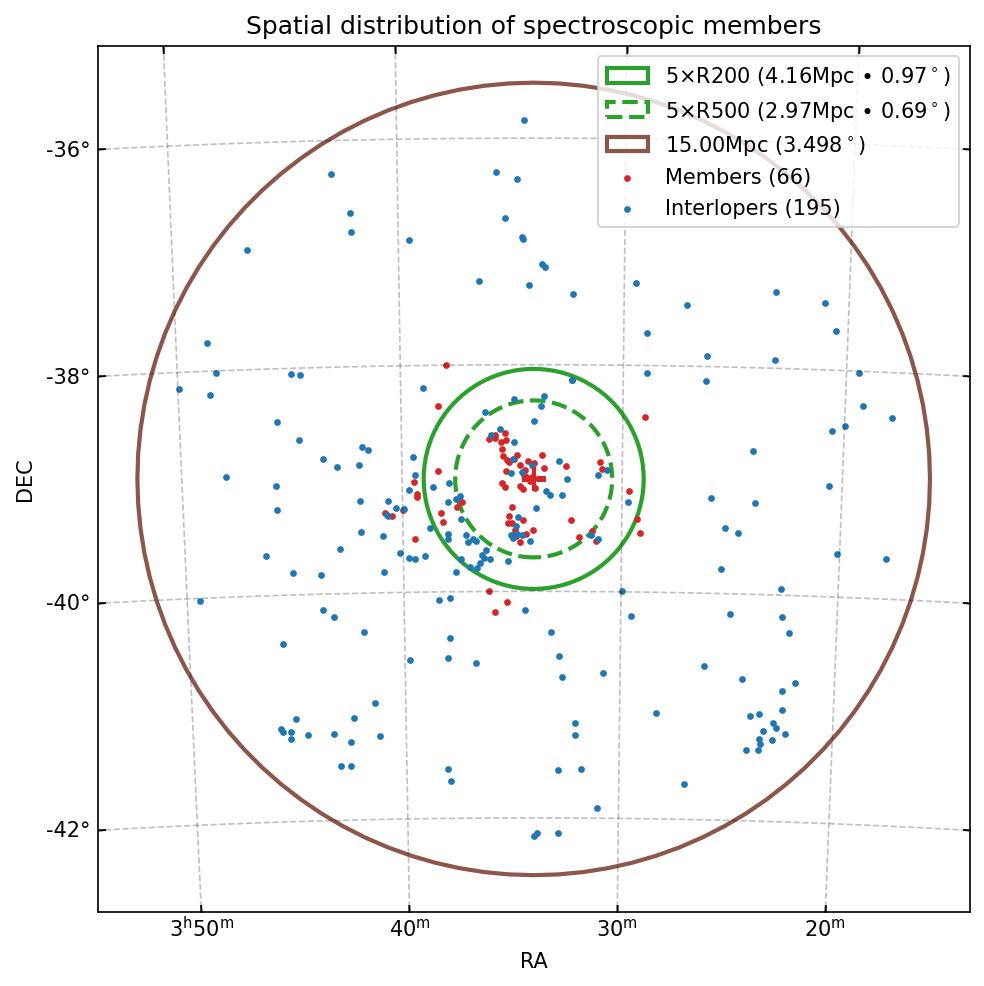 Spatial distribution of spectroscopic members
5×R200 (4.16Mpc • 0.97°)
5×R500 (2.97Mpc • 0.69°)
15.00Mpc (3.498°)
Members (66)
Interlopers (195)
-36°
-38°
-40°
-42°
DEC
3ʰ50ᵐ 40ᵐ 30ᵐ 20ᵐ
RA